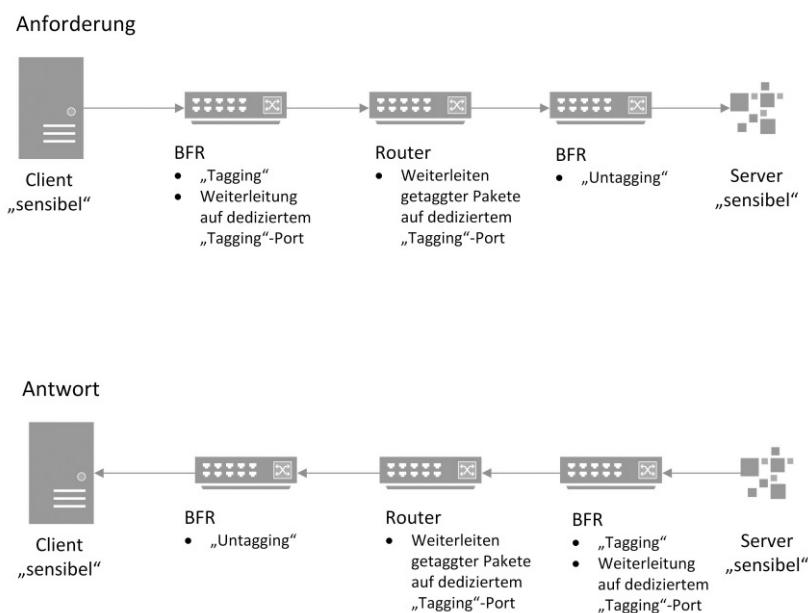 Anforderung
Client
„sensibel“
BFR
• „Tagging“
• Weiterleitung
auf dediziertem
„Tagging“-Port
Router
• Weiterleiten
getaggter Pakete
auf dediziertem
„Tagging“-Port
BFR
• „Untagging“
Server
„sensibel“
Antwort
Client
„sensibel“
BFR
• „Untagging“
Router
• Weiterleiten
getaggter Pakete
auf dediziertem
„Tagging“-Port
BFR
• „Tagging“
• Weiterleitung
auf dediziertem
„Tagging“-Port
Server
„sensibel“